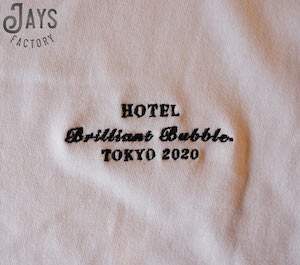 JAYS
FACTORY
HOTEL
Brilliant Bubble.
TOKYO 2020